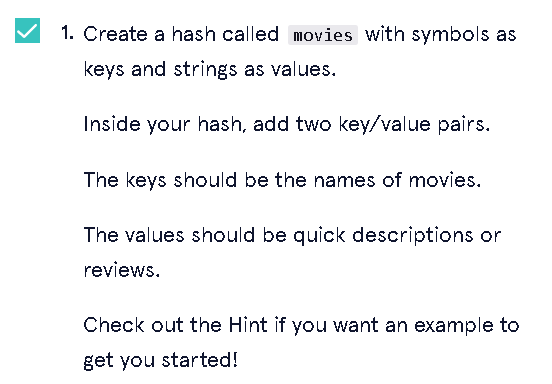 1. Create a hash called movies with symbols as
keys and strings as values.
Inside your hash, add two key/value pairs.
The keys should be the names of movies.
The values should be quick descriptions or
reviews.
Check out the Hint if you want an example to
get you started!